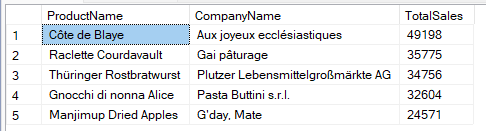 ProductName CompanyName TotalSales
1 Côte de Blaye Aux joyeux ecclésiastiques 49198
2 Raclette Courdavault Gai pâturage 35775
3 Thüringer Rostbratwurst Plutzer Lebensmittelgroßmärkte AG 34756
4 Gnocchi di nonna Alice Pasta Buttini s.r.l. 32604
5 Manjimup Dried Apples G'day, Mate 24571